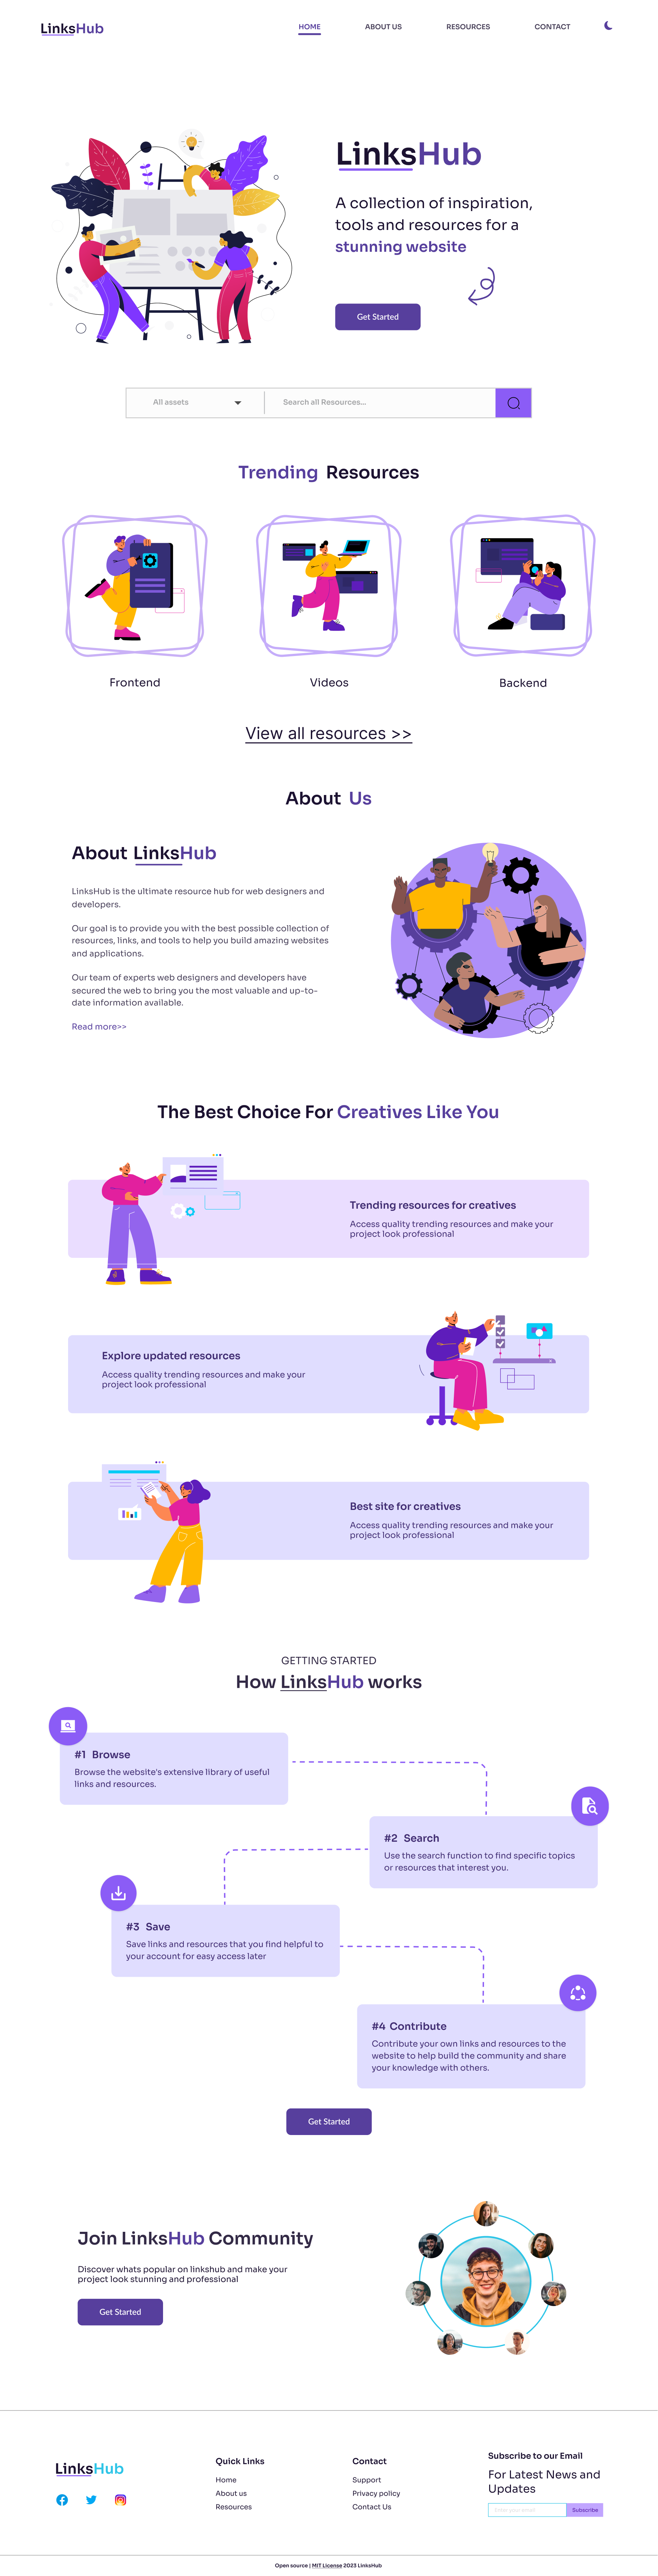 LinksHub
HOME
ABOUT US
RESOURCES
CONTACT
LinksHub
A collection of inspiration,
tools and resources for a
stunning website
Get Started
All assets
Search all Resources...
Trending Resources
Frontend
Videos
Backend
View all resources >>
About Us
About LinksHub
LinksHub is the ultimate resource hub for web designers and
developers.
Our goal is to provide you with the best possible collection of
resources, links, and tools to help you build amazing websites
and applications.
Our team of experts web designers and developers have
secured the web to bring you the most valuable and up-to-
date information available.
Read more>>
The Best Choice For Creatives Like You
Trending resources for creatives
Access quality trending resources and make your
project look professional
Explore updated resources
Access quality trending resources and make your
project look professional
Best site for creatives
Access quality trending resources and make your
project look professional
GETTING STARTED
How LinksHub works
#1 Browse
Browse the website's extensive library of useful
links and resources.
#2 Search
Use the search function to find specific topics
or resources that interest you.
#3 Save
Save links and resources that you find helpful to
your account for easy access later
#4 Contribute
Contribute your own links and resources to the
website to help build the community and share
your knowledge with others.
Get Started
Join LinksHub Community
Discover whats popular on linkshub and make your
project look stunning and professional
Get Started
LinksHub
Quick Links
Home
About us
Resources
Contact
Support
Privacy policy
Contact Us
Subscribe to our Email
For Latest News and
Updates
Enter your email
Subscribe
Open source | MIT License 2023 LinksHub